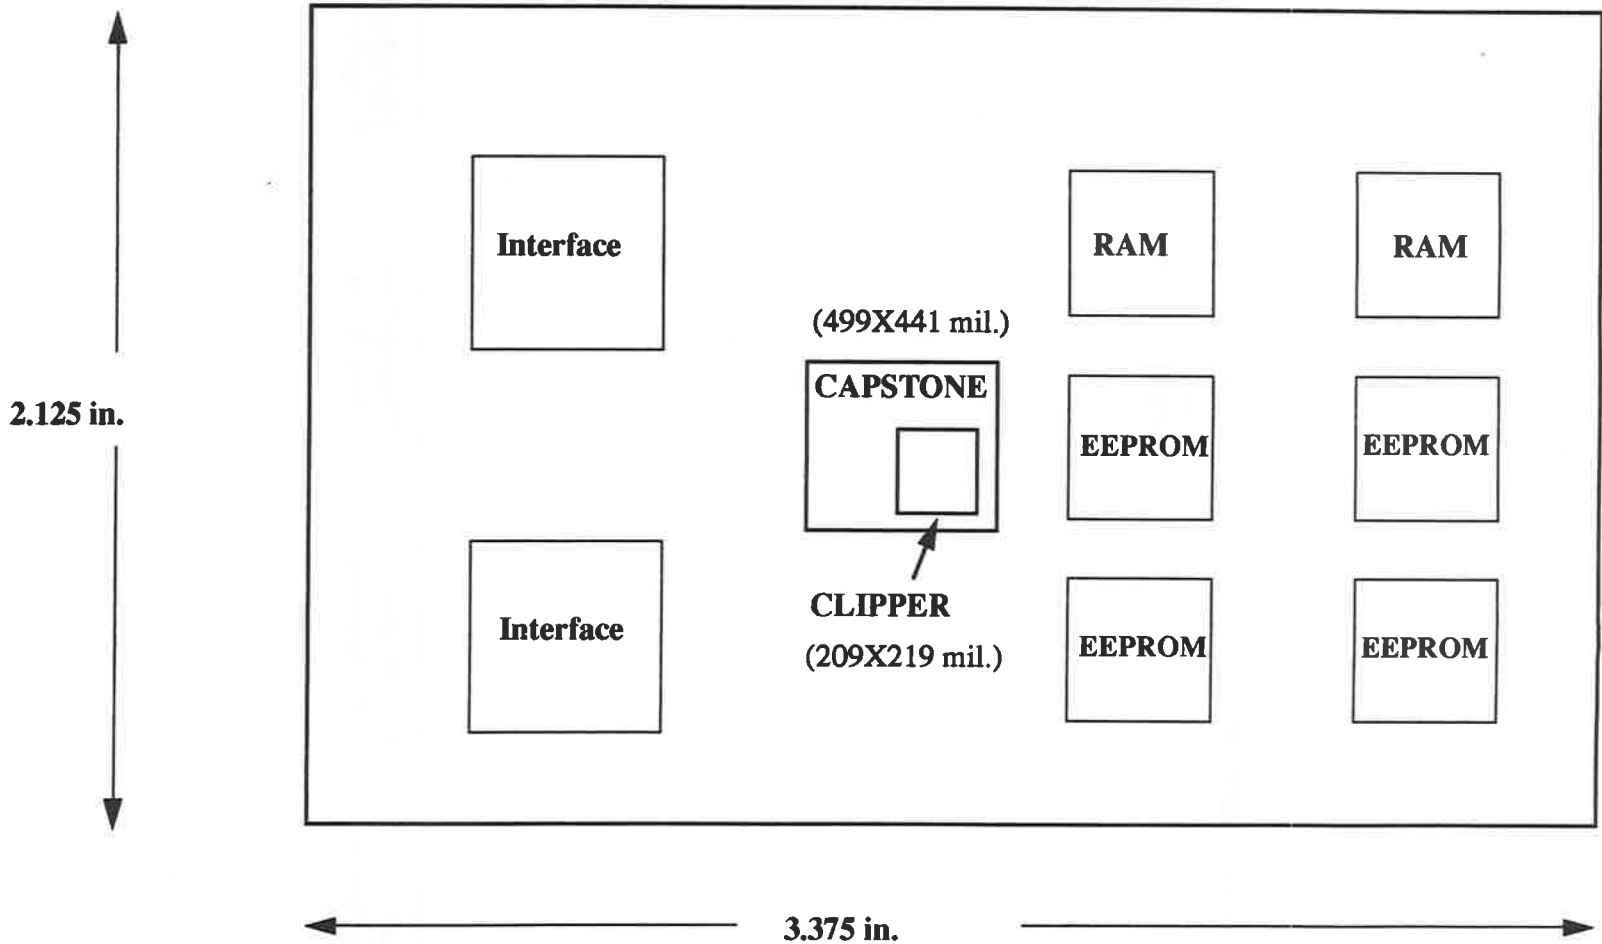 Interface
RAM
RAM
(499X441 mil.)
CAPSTONE
2.125 in.
EEPROM
EEPROM
CLIPPER
(209X219 mil.)
Interface
EEPROM
EEPROM
3.375 in.